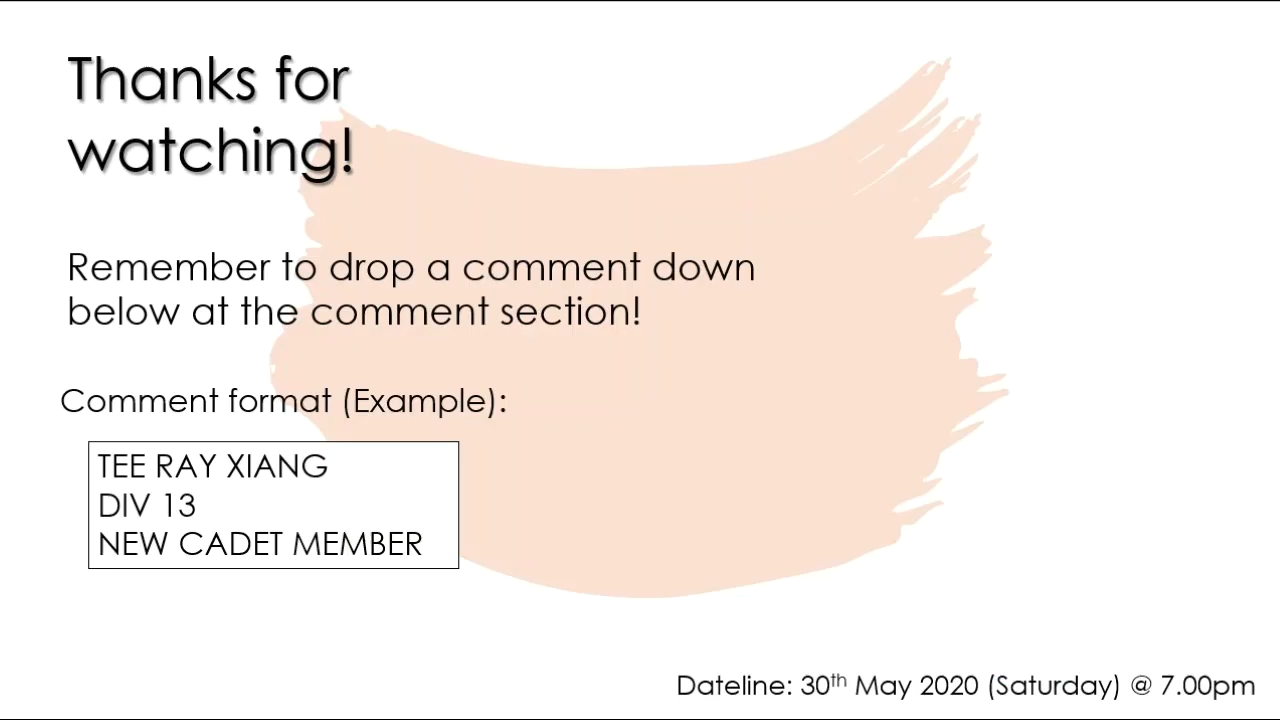 Thanks for
watching!
Remember to drop a comment down
below at the comment section!
Comment format (Example):
TEE RAY XIANG
DIV 13
NEW CADET MEMBER
Dateline: 30th May 2020 (Saturday) @ 7.00pm